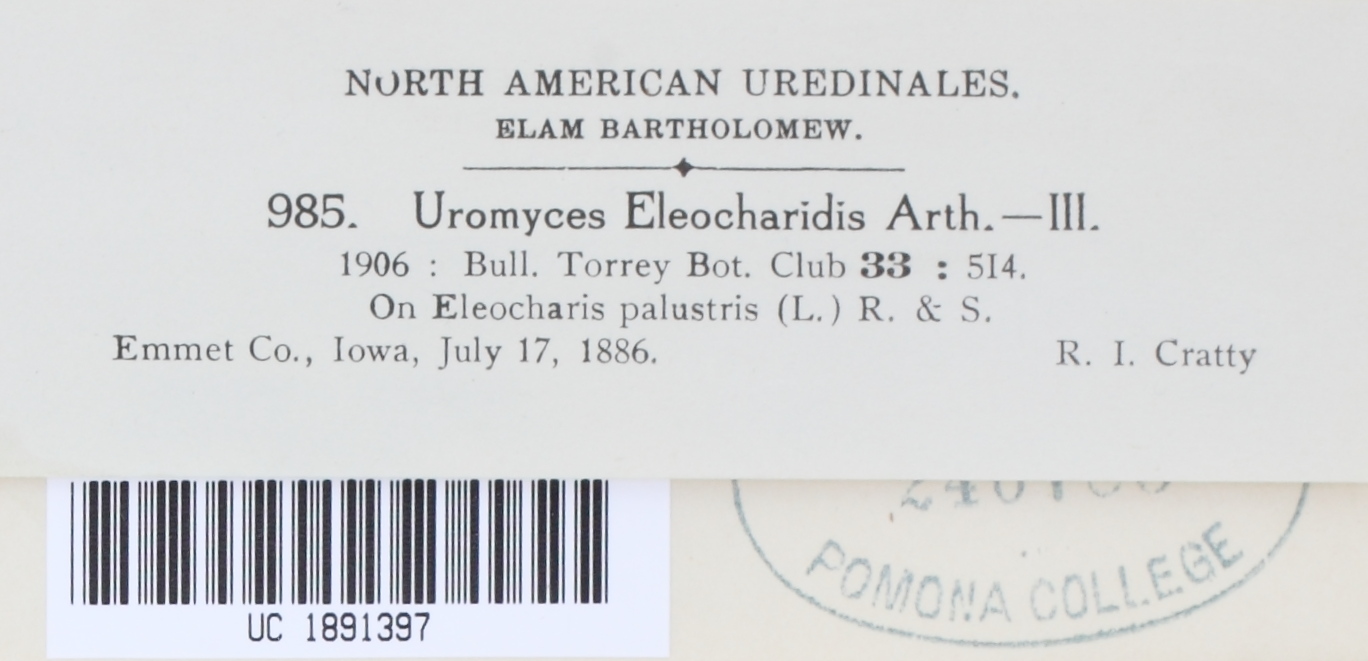 NORTH AMERICAN UREDINALES.
ELAM BARTHOLOMEW.
985. Uromyces Eleocharidis Arth.—III.
1906 : Bull. Torrey Bot. Club 33 : 514.
On Eleocharis palustris (L.) R. & S.
Emmet Co., Iowa, July 17, 1886. R. I. Cratty
UC 1891397
POMONA COLLEGE